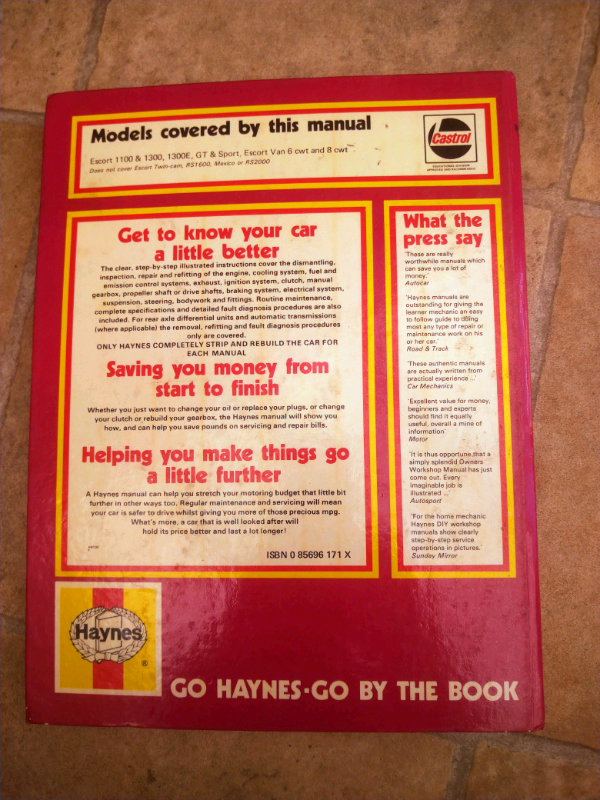 Models covered by this manual
Escort 1100 & 1300, 1300E, GT & Sport, Escort Van 6 cwt and 8 cwt
Does not cover Escort Twin-cam, RS1600, Mexico or RS2000
Castrol
Get to know your car
a little better
The clear, step-by-step illustrated instructions cover the dismantling,
inspection, repair and refitting of the engine, cooling system, fuel and
emission control systems, exhaust, ignition system, clutch, manual
gearbox, propeller shaft or drive shafts, braking system, electrical system,
suspension, steering, bodywork and fittings. Routine maintenance,
complete specifications and detailed fault diagnosis procedures are also
included. For rear axle differential units and automatic transmissions
(where applicable) the removal, refitting and fault diagnosis procedures
only are covered.
ONLY HAYNES COMPLETELY STRIP AND REBUILD THE CAR FOR
EACH MANUAL
Saving you money from
start to finish
Whether you just want to change your oil or replace your plugs, or change
your clutch or rebuild your gearbox, the Haynes manual will show you
how, and can help you save pounds on servicing and repair bills.
Helping you make things go
a little further
A Haynes manual can help you stretch your motoring budget that little bit
further in other ways too. Regular maintenance and servicing will mean
your car is safer to drive whilst giving you more of those precious mpg.
What's more, a car that is well looked after will
hold its price better and last a lot longer!
ISBN 0 85696 171 X
What the
press say
'These are really
worthwhile manuals which
can save you a lot of
money.'
Autocar
'Haynes manuals are
outstanding for giving the
learner mechanic an easy
to follow guide to doing
most any type of repair or
maintenance work on his
or her car.'
Road & Track
'These authentic manuals
are actually written from
practical experience ...'
Car Mechanics
'Excellent value for money,
beginners and experts
should find it equally
useful, overall a mine of
information'
Motor
'It is thus opportune that a
simply splendid Owners
Workshop Manual has just
come out. Every
imaginable job is
illustrated ...
Autosport
'For the home mechanic
Haynes DIY workshop
manuals show clearly
step-by-step service
operations in pictures.
Sunday Mirror
Haynes
®
GO HAYNES-GO BY THE BOOK